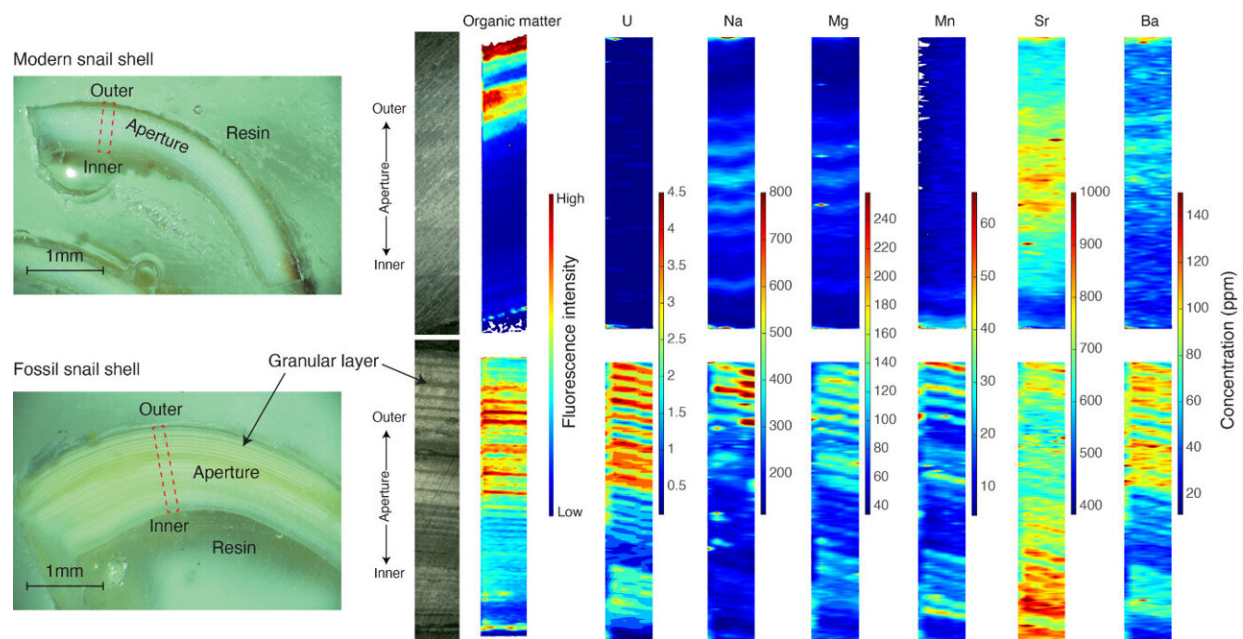 Organic matter
U
Na
Mg
Mn
Sr
Ba
Modern snail shell
Outer
Aperture
Resin
Inner
1mm
Outer
Aperture
Inner
High
Fluorescence intensity
Low
4.5
4
3.5
3
2.5
2
1.5
1
0.5
800
700
600
500
400
300
200
240
220
200
180
160
140
120
100
80
60
40
60
50
40
30
20
10
1000
900
800
700
600
500
400
140
120
100
80
60
40
20
Concentration (ppm)
Fossil snail shell
Granular layer
Outer
Aperture
Inner
Resin
1mm
Outer
Aperture
Inner